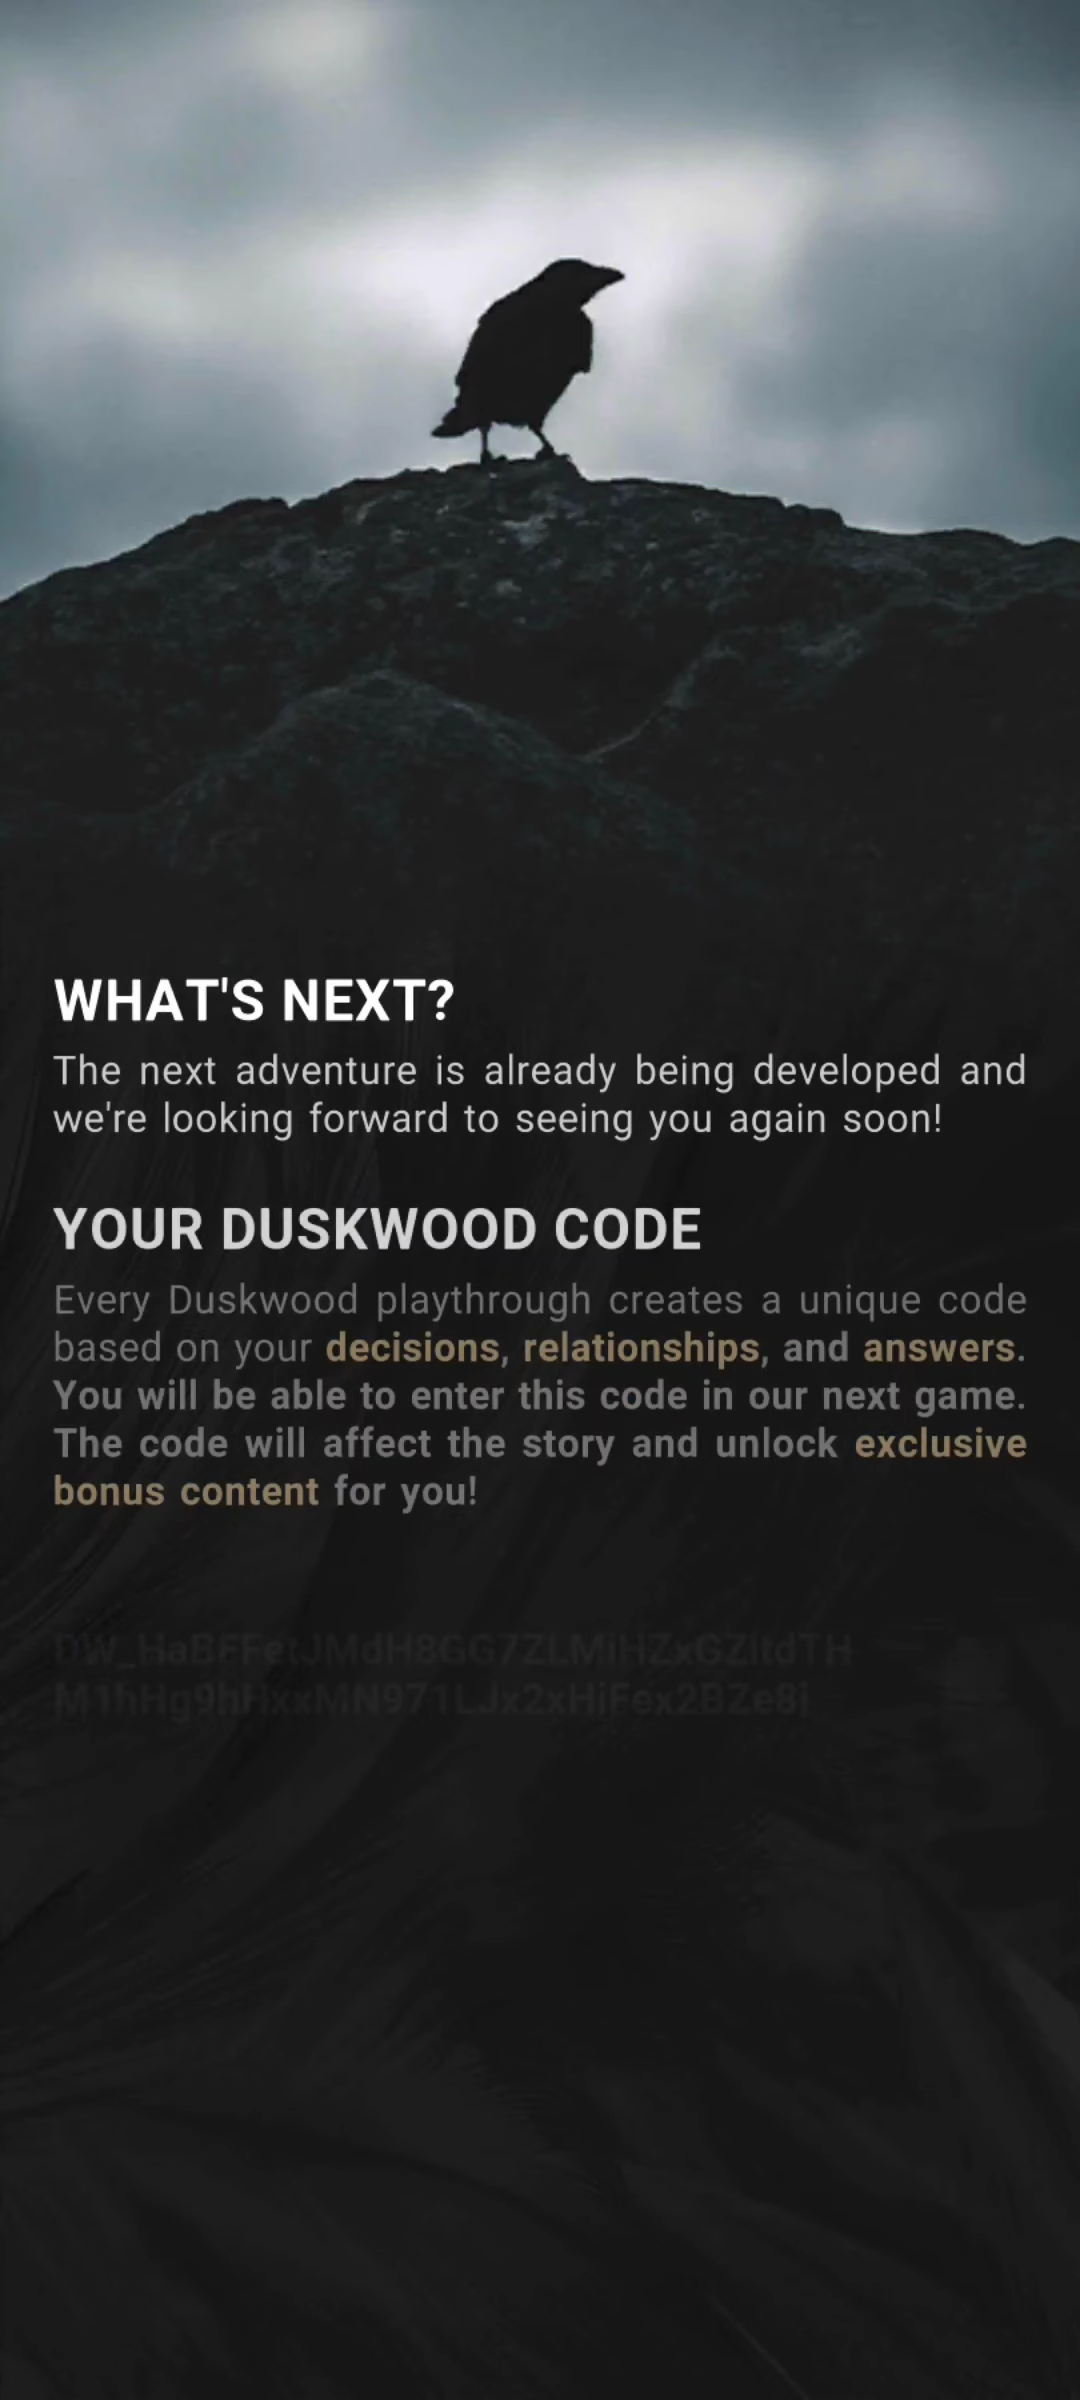 WHAT'S NEXT?
The next adventure is already being developed and
we're looking forward to seeing you again soon!
YOUR DUSKWOOD CODE
Every Duskwood playthrough creates a unique code
based on your decisions, relationships, and answers.
You will be able to enter this code in our next game.
The code will affect the story and unlock exclusive
bonus content for you!